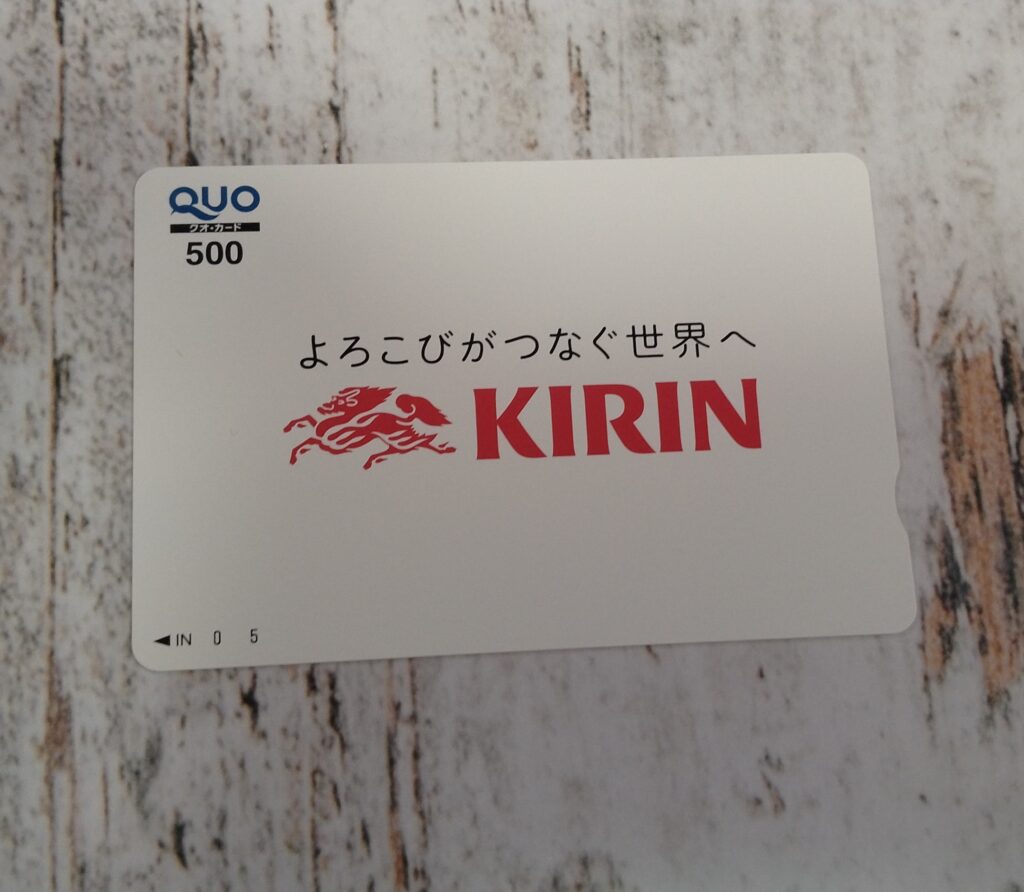 QUO
クオ・カード
500
よろこびがつなぐ世界へ
KIRIN
◀IN 0 5